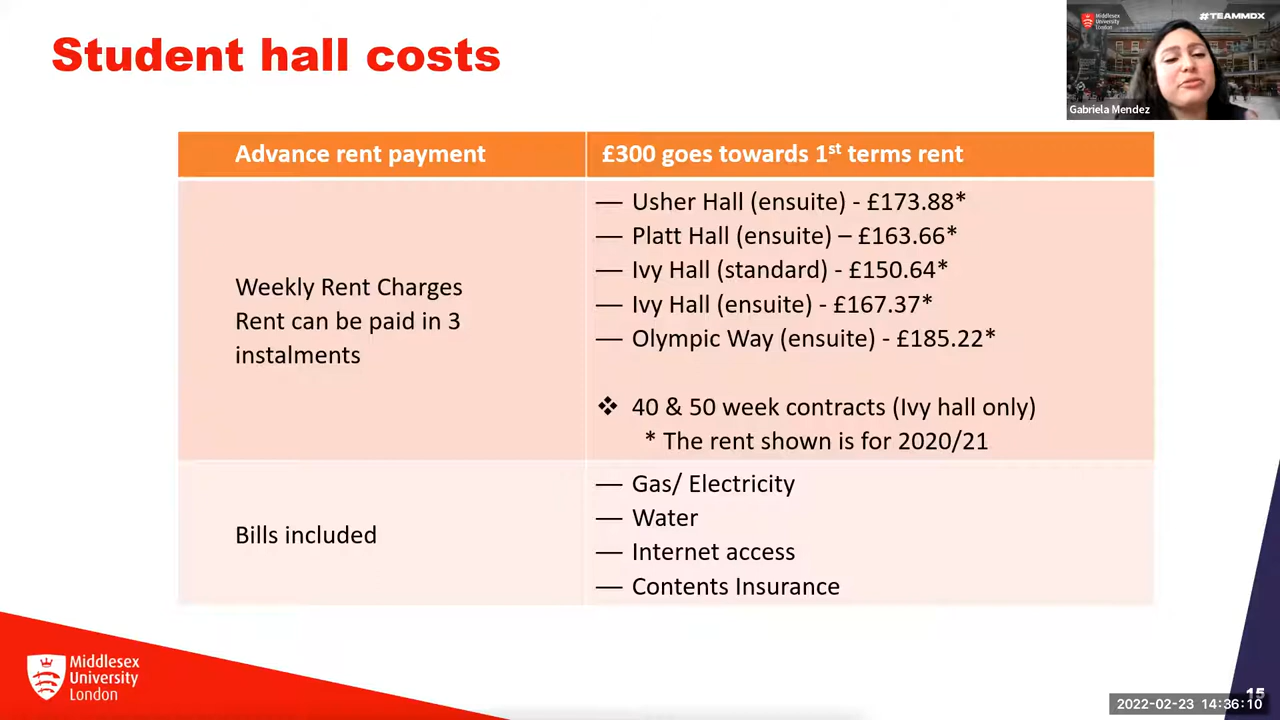 Student hall costs
Middlesex
University
London
#TEAMMDX
Gabriela Mendez
Advance rent payment
£300 goes towards 1st terms rent
Weekly Rent Charges
Rent can be paid in 3
instalments
— Usher Hall (ensuite) - £173.88*
— Platt Hall (ensuite) – £163.66*
— Ivy Hall (standard) - £150.64*
— Ivy Hall (ensuite) - £167.37*
— Olympic Way (ensuite) - £185.22*
❖ 40 & 50 week contracts (Ivy hall only)
* The rent shown is for 2020/21
Bills included
— Gas/ Electricity
— Water
— Internet access
— Contents Insurance
Middlesex
University
London
15
2022-02-23 14:36:10